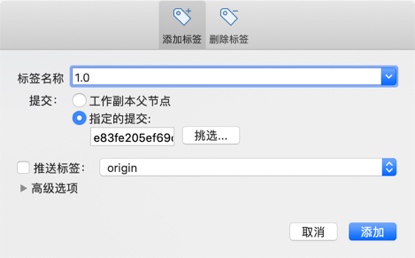 添加标签 删除标签
标签名称 1.0
提交: 工作副本父节点
指定的提交:
e83fe205ef69 挑选...
推送标签: origin
高级选项
取消 添加